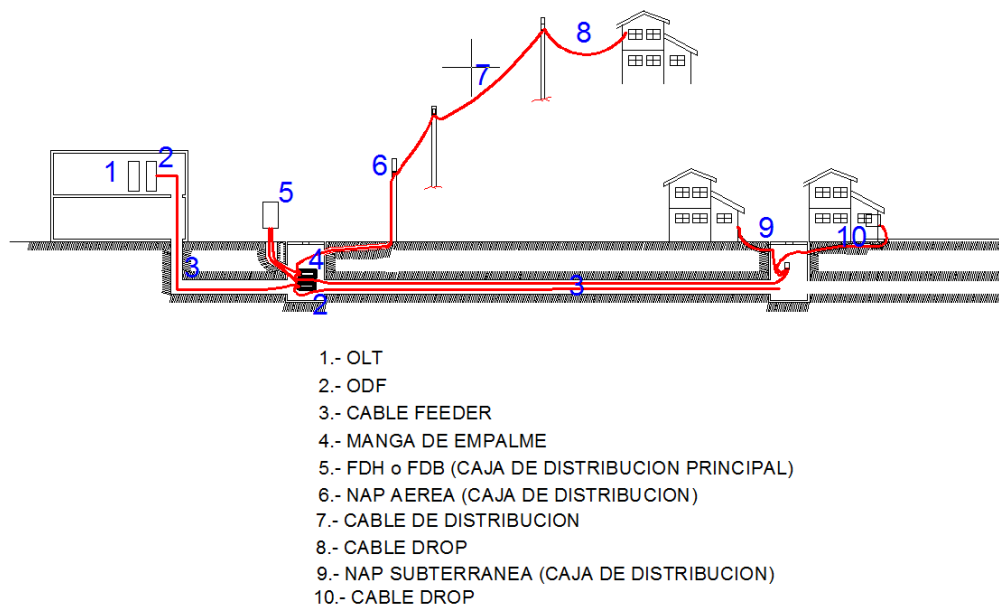 8
7
1
2
6
5
9
10
3
4
3
2
1.- OLT
2.- ODF
3.- CABLE FEEDER
4.- MANGA DE EMPALME
5.- FDH o FDB (CAJA DE DISTRIBUCION PRINCIPAL)
6.- NAP AEREA (CAJA DE DISTRIBUCION)
7.- CABLE DE DISTRIBUCION
8.- CABLE DROP
9.- NAP SUBTERRANEA (CAJA DE DISTRIBUCION)
10.- CABLE DROP